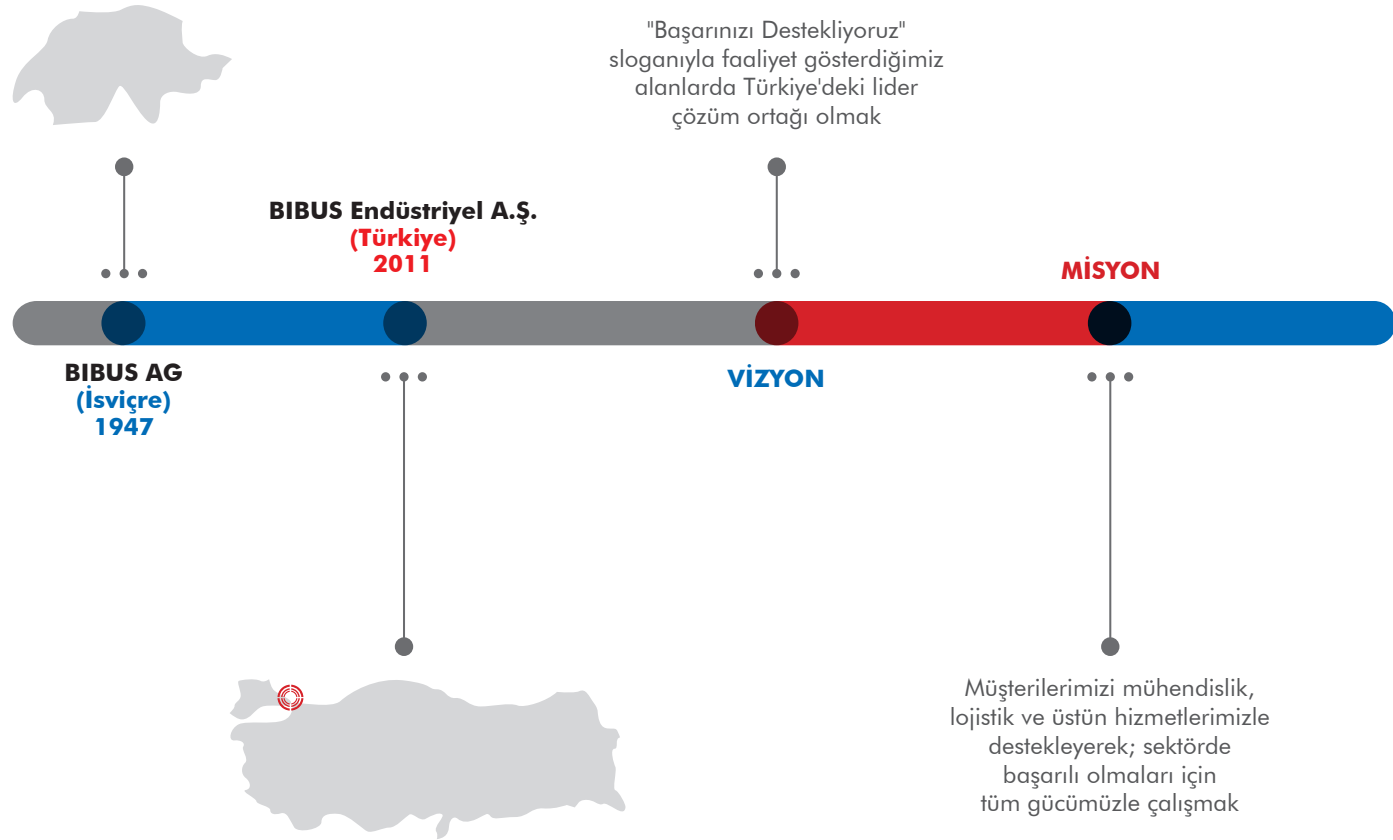 "Başarınızı Destekliyoruz"
sloganıyla faaliyet gösterdiğimiz
alanlarda Türkiye'deki lider
çözüm ortağı olmak
BIBUS Endüstriyel A.Ş.
(Türkiye)
2011
MİSYON
BIBUS AG
(İsviçre)
1947
VİZYON
Müşterilerimizi mühendislik,
lojistik ve üstün hizmetlerimizle
destekleyerek; sektörde
başarılı olmaları için
tüm gücümüzle çalışmak